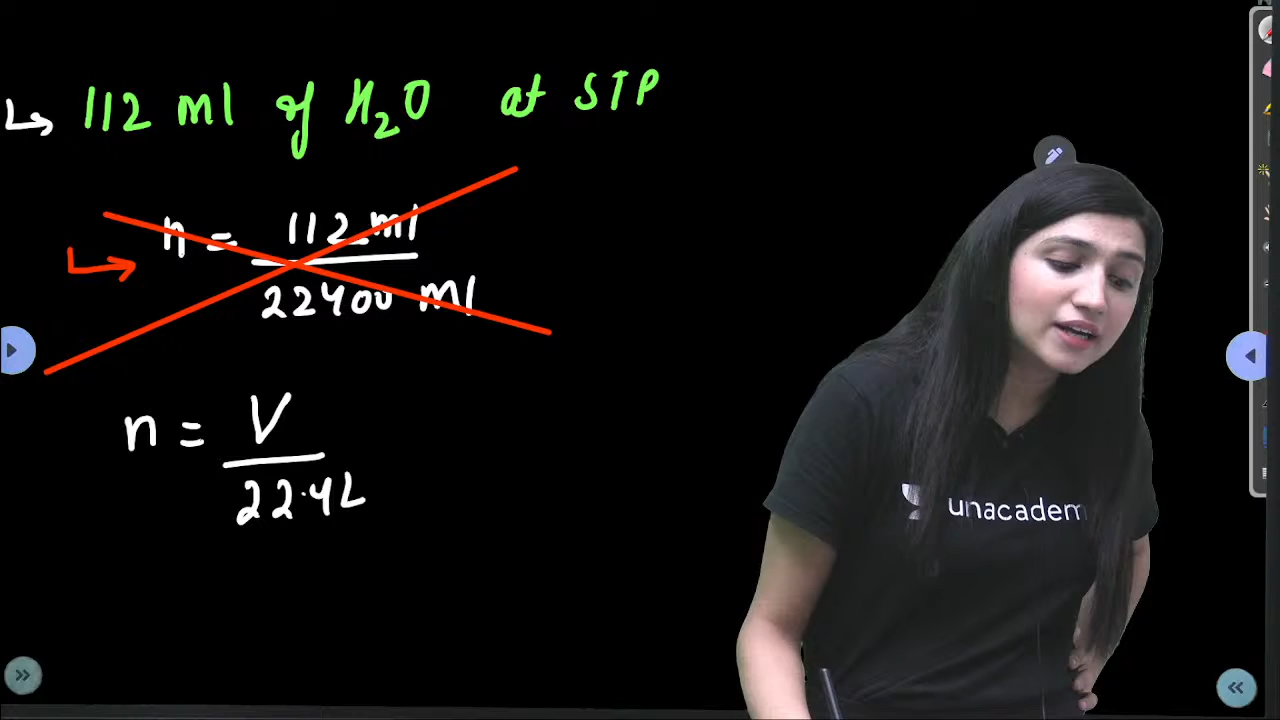 ↳ 112 ml of H₂O at STP
n = 112 ml / 22400 ml
n = V / 22.4L
unacadem